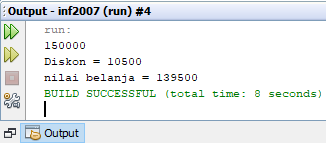 Output - inf2007 (run) #4
run:
150000
Diskon = 10500
nilai belanja = 139500
BUILD SUCCESSFUL (total time: 8 seconds)
Output